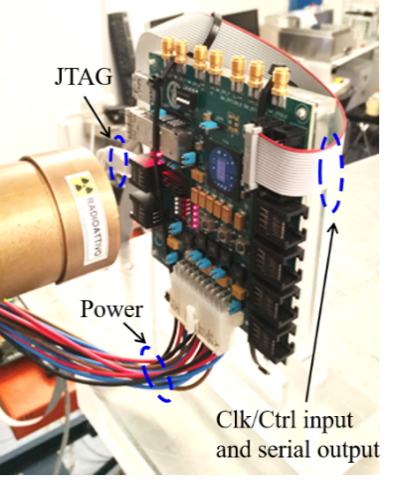 JTAG
RADIOATTIVO
Power
Clk/Ctrl input
and serial output